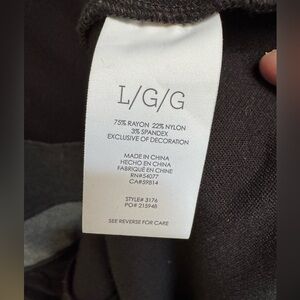 L/G/G
75% RAYON 22% NYLON
3% SPANDEX
EXCLUSIVE OF DECORATION
MADE IN CHINA
HECHO EN CHINA
FABRIQUÉ EN CHINE
RN#54077
CA#59814
STYLE# 3176
PO# 215948
SEE REVERSE FOR CARE